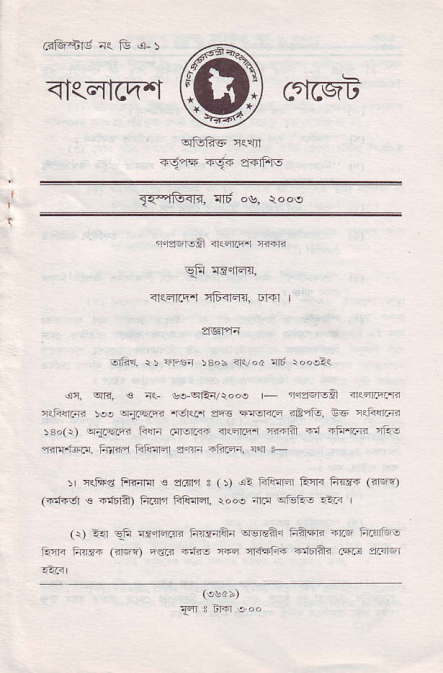 রেজিস্টার্ড নং ডি এ-১
বাংলাদেশ
গণপ্রজাতন্ত্রী বাংলাদেশ
সরকার
গেজেট
অতিরিক্ত সংখ্যা
কর্তৃপক্ষ কর্তৃক প্রকাশিত
বৃহস্পতিবার, মার্চ ০৬, ২০০৩
গণপ্রজাতন্ত্রী বাংলাদেশ সরকার
ভূমি মন্ত্রণালয়,
বাংলাদেশ সচিবালয়, ঢাকা ।
প্রজ্ঞাপন
তারিখ, ২১ ফাল্গুন ১৪০৯ বাং/০৫ মার্চ ২০০৩ইং
এস, আর, ও নং- ৬৩-আইন/২০০৩ ।— গণপ্রজাতন্ত্রী বাংলাদেশের
সংবিধানের ১৩৩ অনুচ্ছেদের শর্তাংশে প্রদত্ত ক্ষমতাবলে রাষ্ট্রপতি, উক্ত সংবিধানের
১৪০(২) অনুচ্ছেদের বিধান মোতাবেক বাংলাদেশ সরকারী কর্ম কমিশনের সহিত
পরামর্শক্রমে, নিম্নরূপ বিধিমালা প্রণয়ন করিলেন, যথা ঃ—
১। সংক্ষিপ্ত শিরনামা ও প্রয়োগ ঃ (১) এই বিধিমালা হিসাব নিয়ন্ত্রক (রাজস্ব)
(কর্মকর্তা ও কর্মচারী) নিয়োগ বিধিমালা, ২০০৩ নামে অভিহিত হইবে ।
(২) ইহা ভূমি মন্ত্রণালয়ের নিয়ন্ত্রনাধীন অভ্যন্তরীণ নিরীক্ষার কাজে নিয়োজিত
হিসাব নিয়ন্ত্রক (রাজস্ব) দপ্তরে কর্মরত সকল সার্বক্ষণিক কর্মচারীর ক্ষেত্রে প্রযোজ্য
হইবে।
(৩৬৫৯)
মূল্য ঃ টাকা ৩·০০